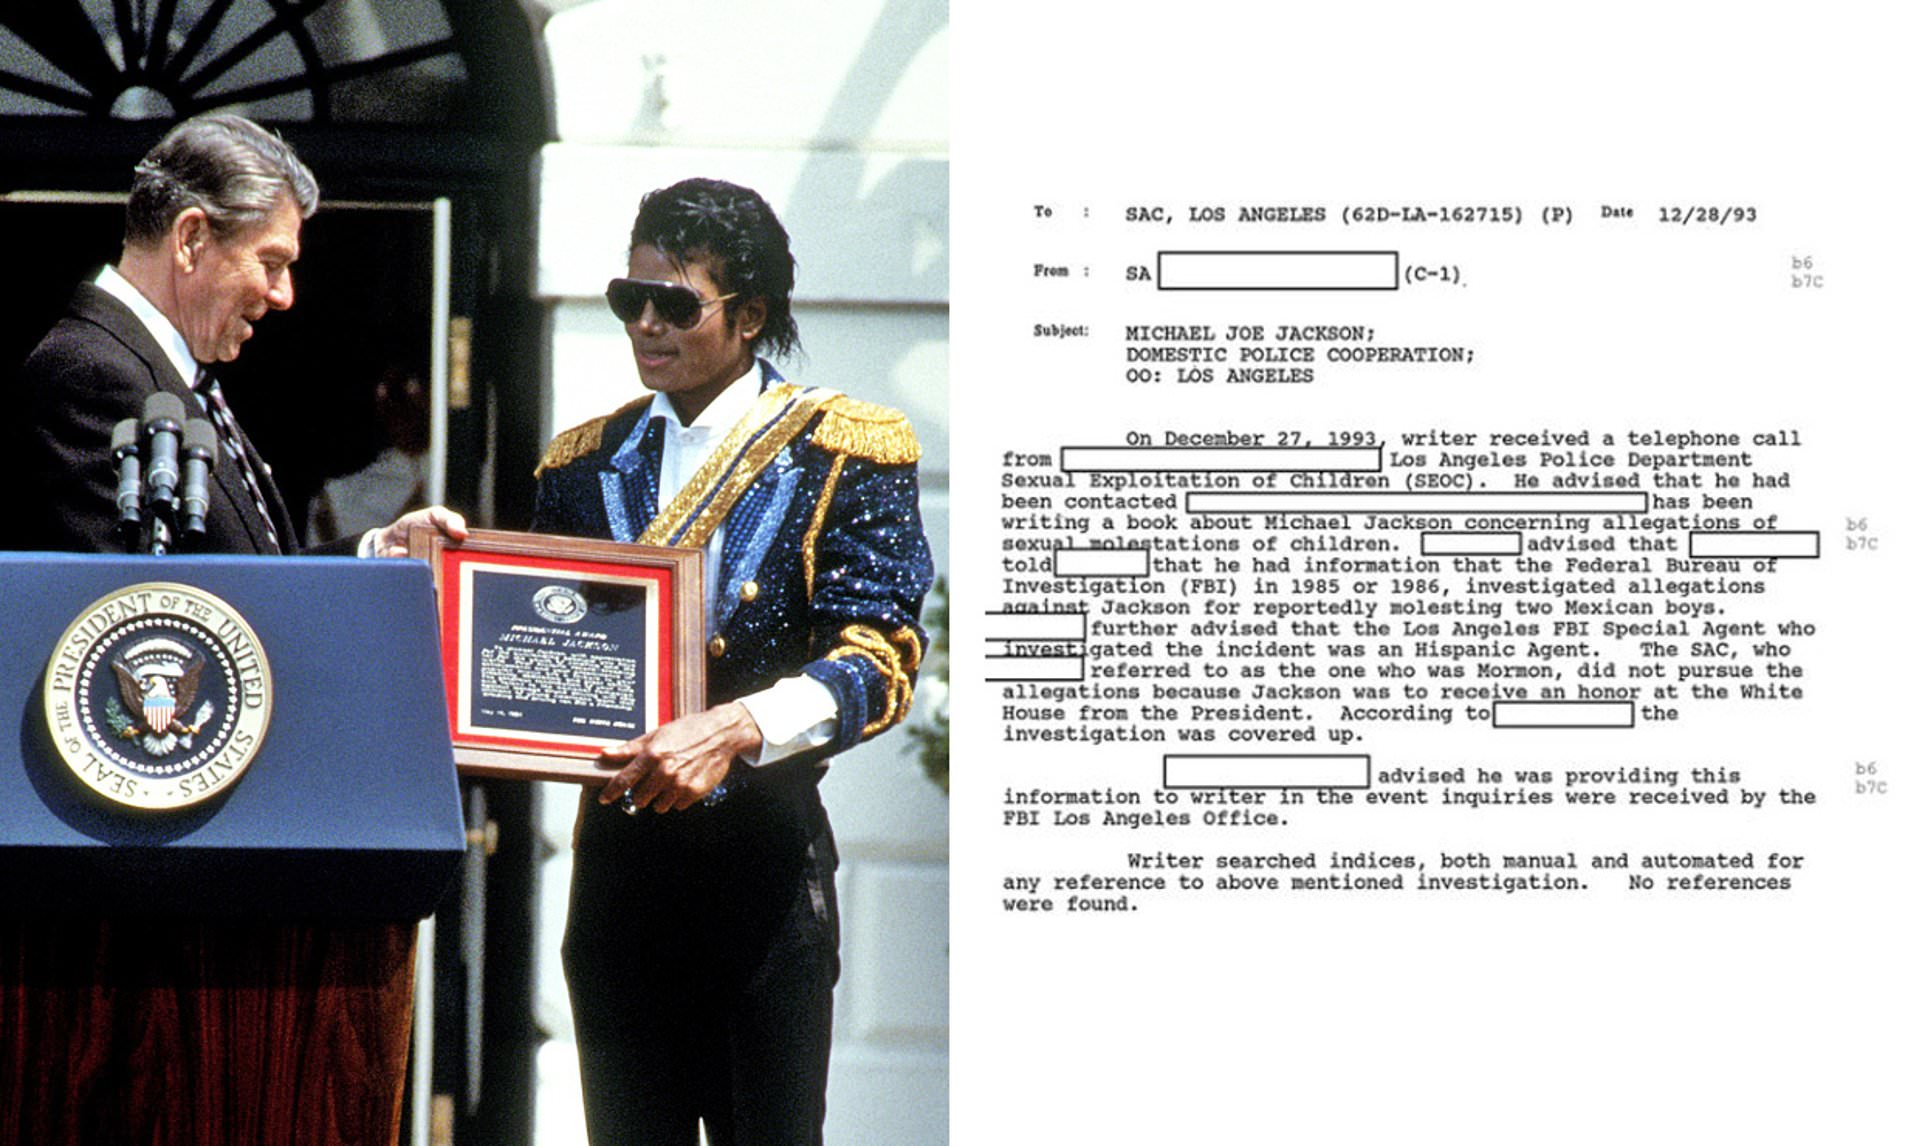 SEAL OF THE PRESIDENT OF THE UNITED STATES
PRESIDENTIAL AWARD
MICHAEL JACKSON
To : SAC, LOS ANGELES (62D-LA-162715) (P) Date 12/28/93
From : SA (C-1)
b6
b7C
Subject: MICHAEL JOE JACKSON;
DOMESTIC POLICE COOPERATION;
OO: LOS ANGELES
On December 27, 1993, writer received a telephone call
from Los Angeles Police Department
Sexual Exploitation of Children (SEOC). He advised that he had
been contacted has been
writing a book about Michael Jackson concerning allegations of
b6
sexual molestations of children. advised that
b7C
told that he had information that the Federal Bureau of
Investigation (FBI) in 1985 or 1986, investigated allegations
against Jackson for reportedly molesting two Mexican boys.
further advised that the Los Angeles FBI Special Agent who
investigated the incident was an Hispanic Agent. The SAC, who
referred to as the one who was Mormon, did not pursue the
allegations because Jackson was to receive an honor at the White
House from the President. According to the
investigation was covered up.
b6
advised he was providing this
b7C
information to writer in the event inquiries were received by the
FBI Los Angeles Office.
Writer searched indices, both manual and automated for
any reference to above mentioned investigation. No references
were found.